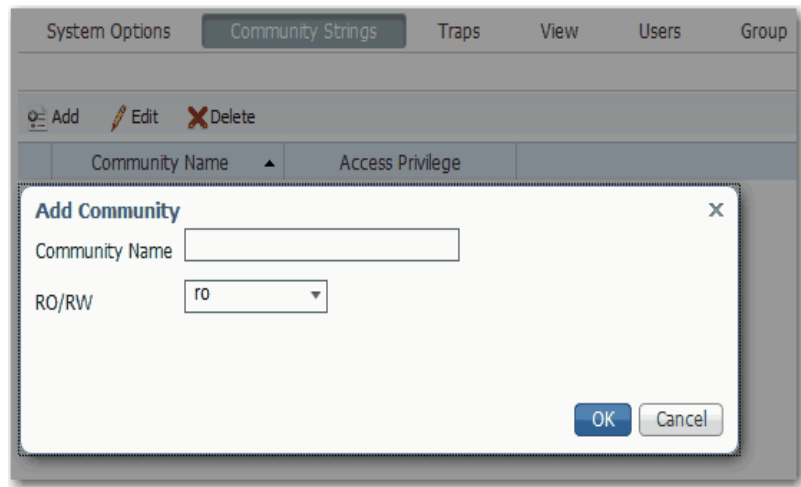 System Options Community Strings Traps View Users Group
Add Edit Delete
Community Name Access Privilege
Add Community
Community Name
RO/RW ro
OK Cancel